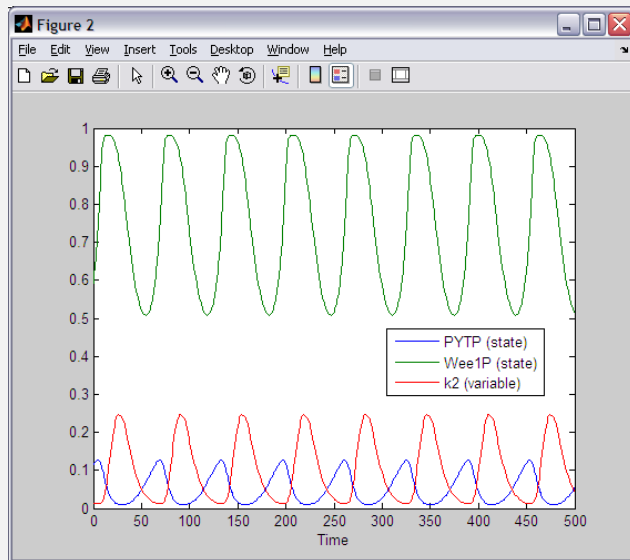 Figure 2
File Edit View Insert Tools Desktop Window Help
1
0.9
0.8
0.7
0.6
0.5
0.4
0.3
0.2
0.1
0
PYTP (state)
Wee1P (state)
k2 (variable)
0 50 100 150 200 250 300 350 400 450 500
Time